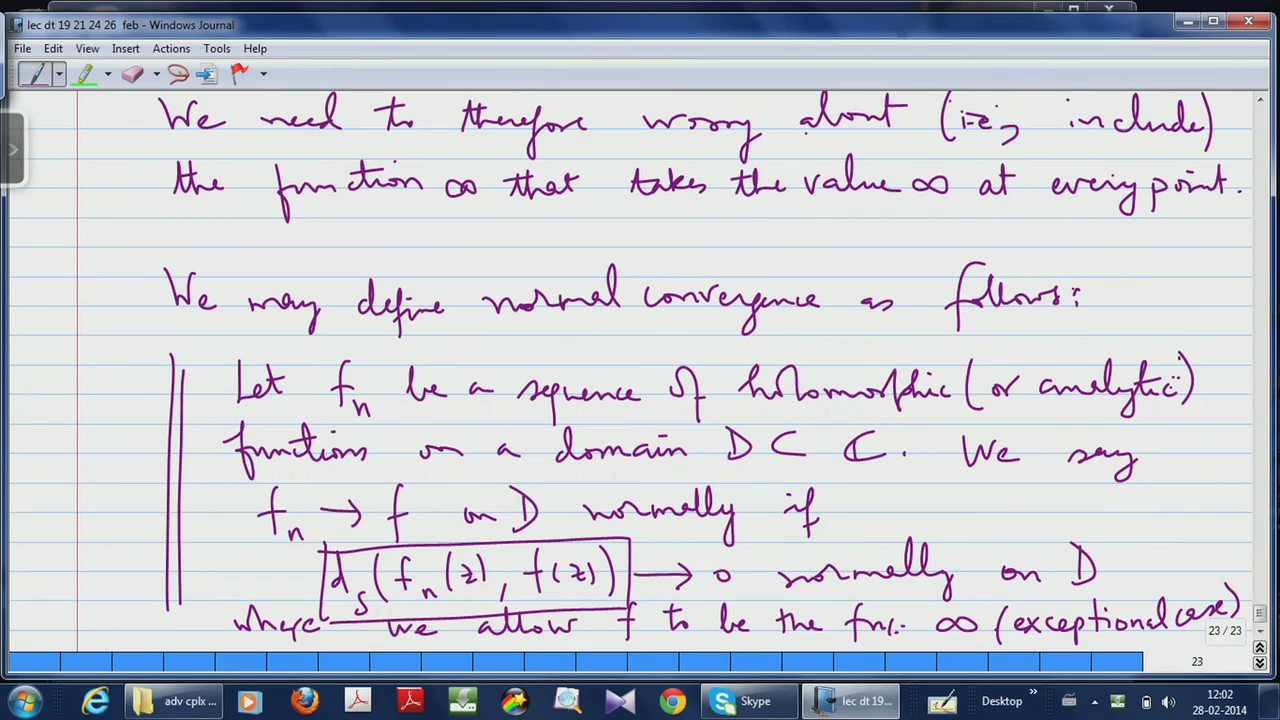 lec dt 19 21 24 26 feb - Windows Journal
File Edit View Insert Actions Tools Help
We need to therefore worry about (i.e, include)
the function ∞ that takes the value ∞ at every point.
We may define normal convergence as follows:
Let fₙ be a sequence of holomorphic (or analytic)
functions on a domain D ⊂ ℂ. We say
fₙ → f on D normally if
d_S (fₙ(z), f(z)) → 0 normally on D
where we allow f to be the fn. ∞ (exceptional case)
23 / 23
23
adv cplx ...
Skype
lec dt 19...
Desktop
12:02
28-02-2014